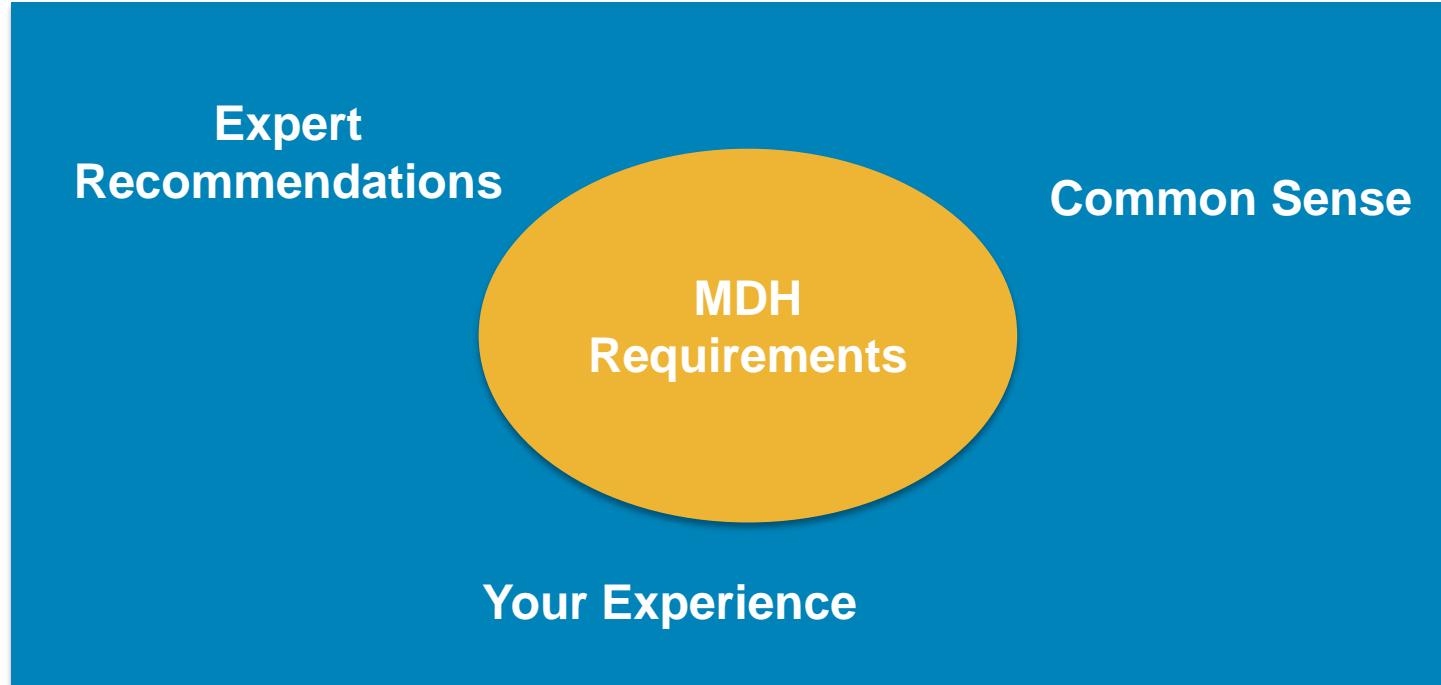 Expert
Recommendations
Common Sense
MDH
Requirements
Your Experience